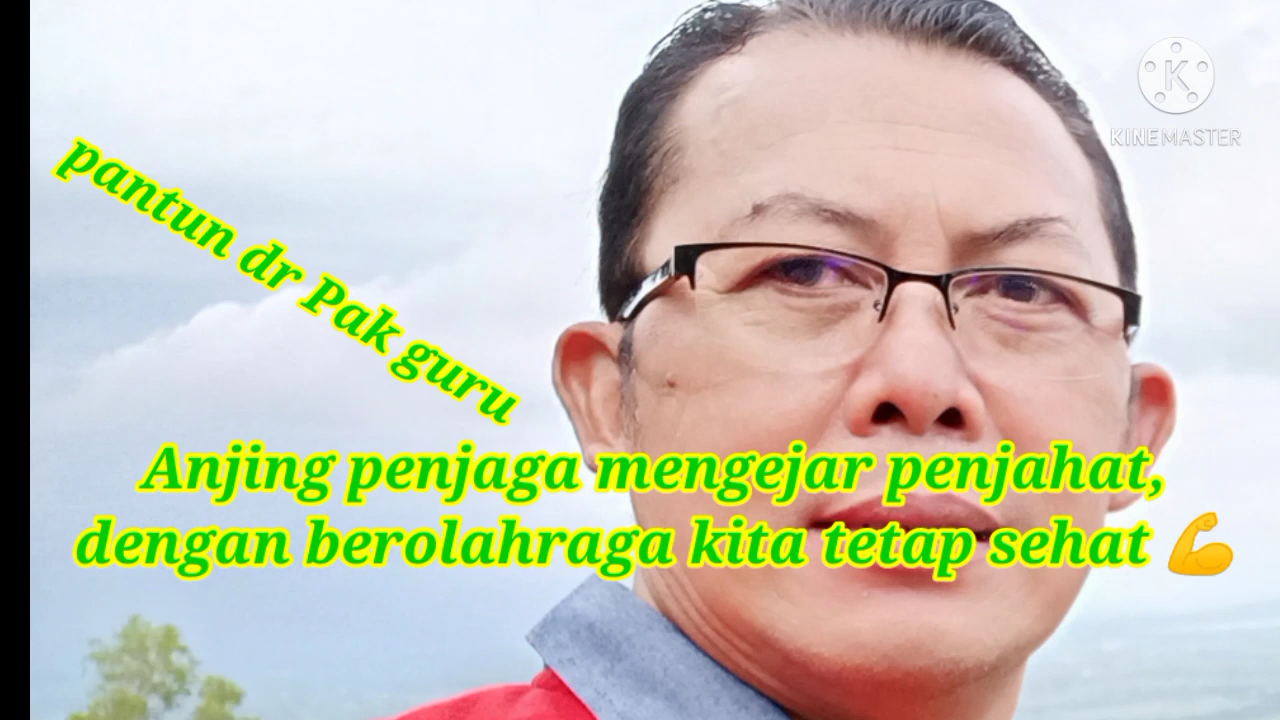 KINEMASTER
pantun dr Pak guru
Anjing penjaga mengejar penjahat,
dengan berolahraga kita tetap sehat 💪